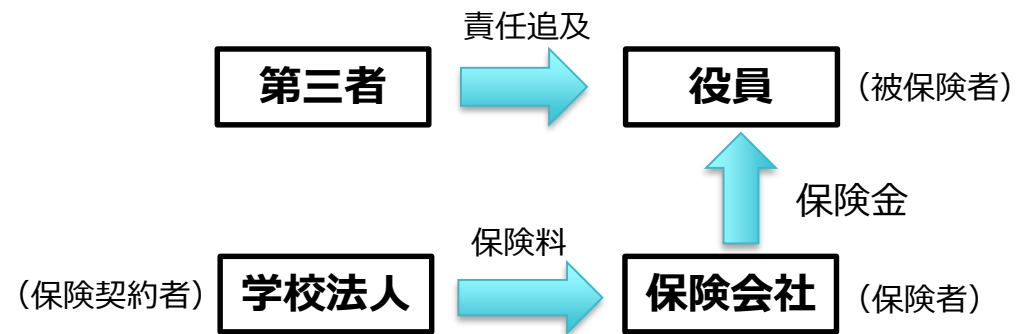 責任追及
第三者
役員
（被保険者）
保険金
保険料
（保険契約者）
学校法人
保険会社
（保険者）